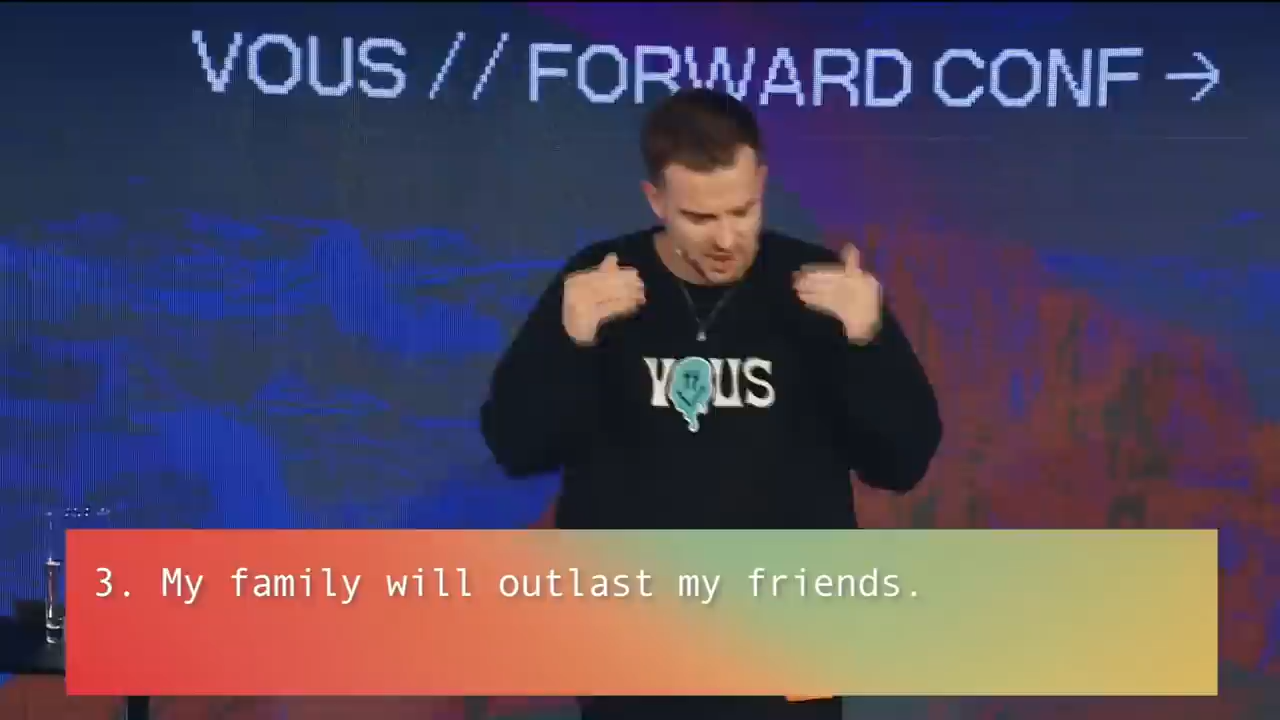 VOUS // FORWARD CONF →
VOUS
3. My family will outlast my friends.